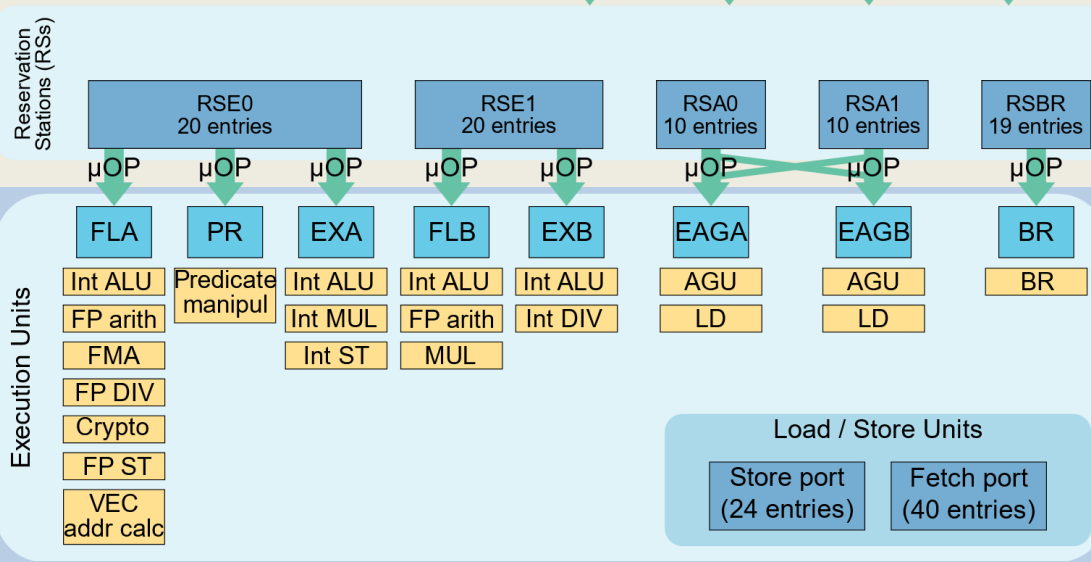 Reservation
Stations (RSs)
RSE0
20 entries
RSE1
20 entries
RSA0
10 entries
RSA1
10 entries
RSBR
19 entries
μOP
μOP
μOP
μOP
μOP
μOP
μOP
μOP
Execution Units
FLA
PR
EXA
FLB
EXB
EAGA
EAGB
BR
Int ALU
FP arith
FMA
FP DIV
Crypto
FP ST
VEC
addr calc
Predicate
manipul
Int ALU
Int MUL
Int ST
Int ALU
FP arith
MUL
Int ALU
Int DIV
AGU
LD
AGU
LD
BR
Load / Store Units
Store port
(24 entries)
Fetch port
(40 entries)